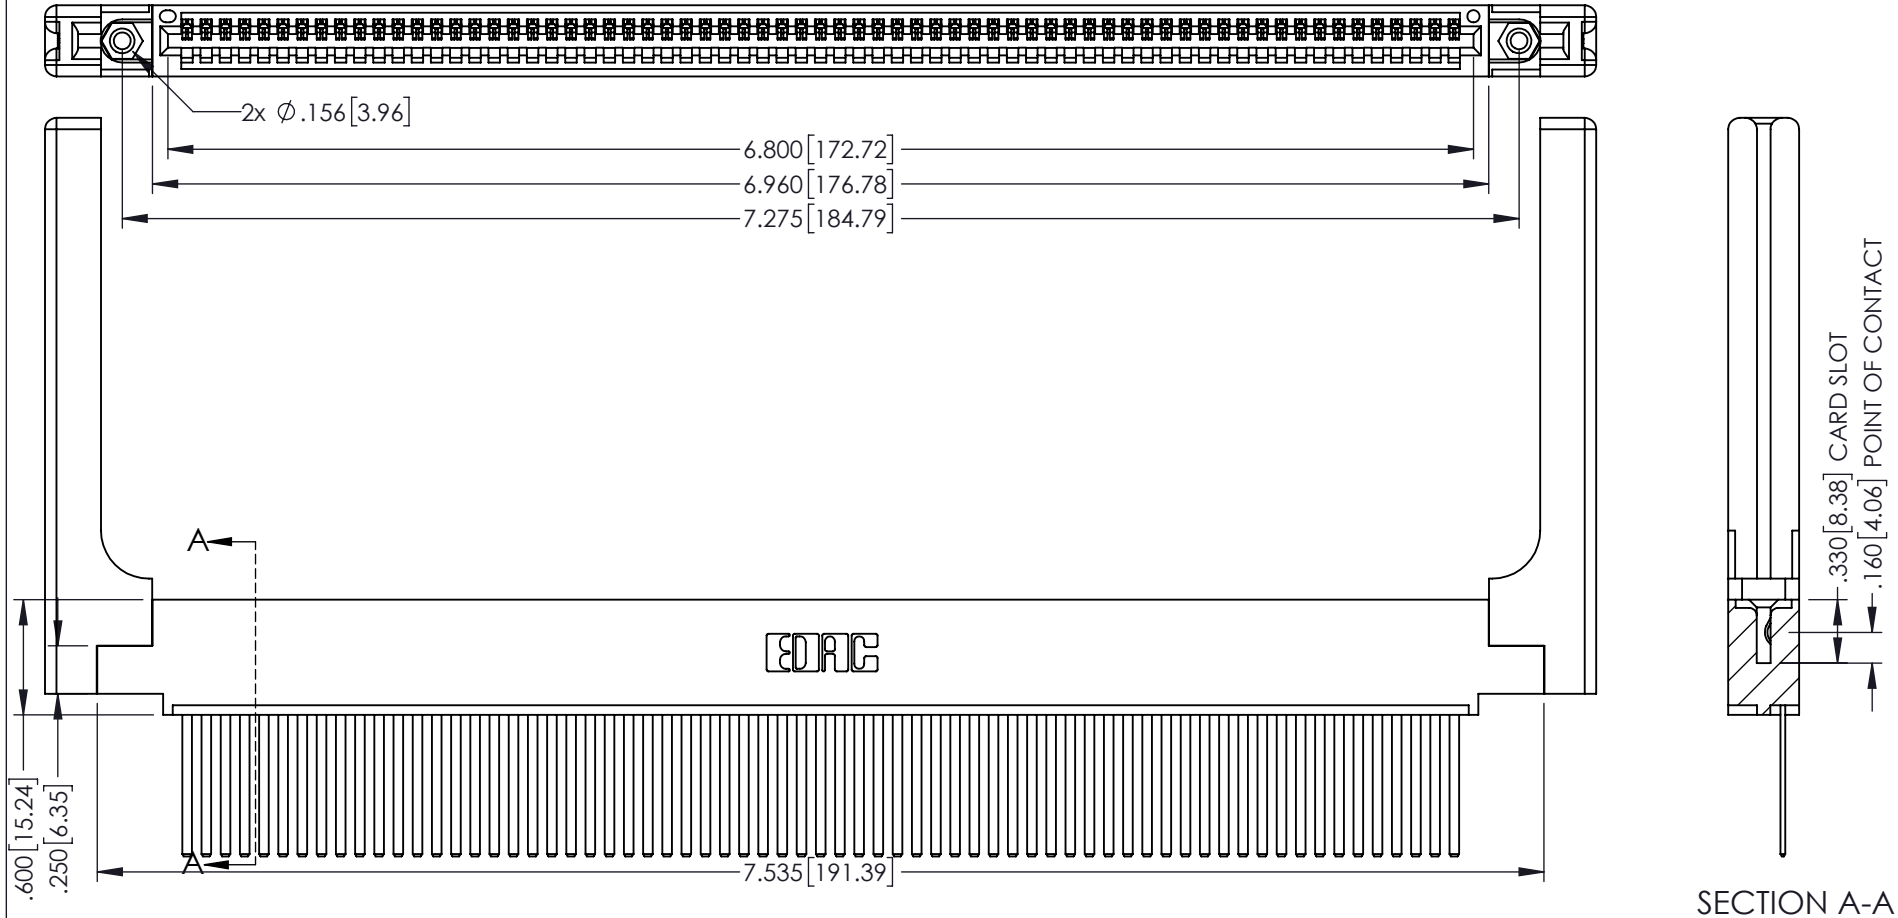 2x Ø .156[3.96]
6.800[172.72]
6.960[176.78]
7.275[184.79]
A
A
EDAC
.600[15.24]
.250[6.35]
7.535[191.39]
.330[8.38] CARD SLOT
.160[4.06] POINT OF CONTACT
SECTION A-A